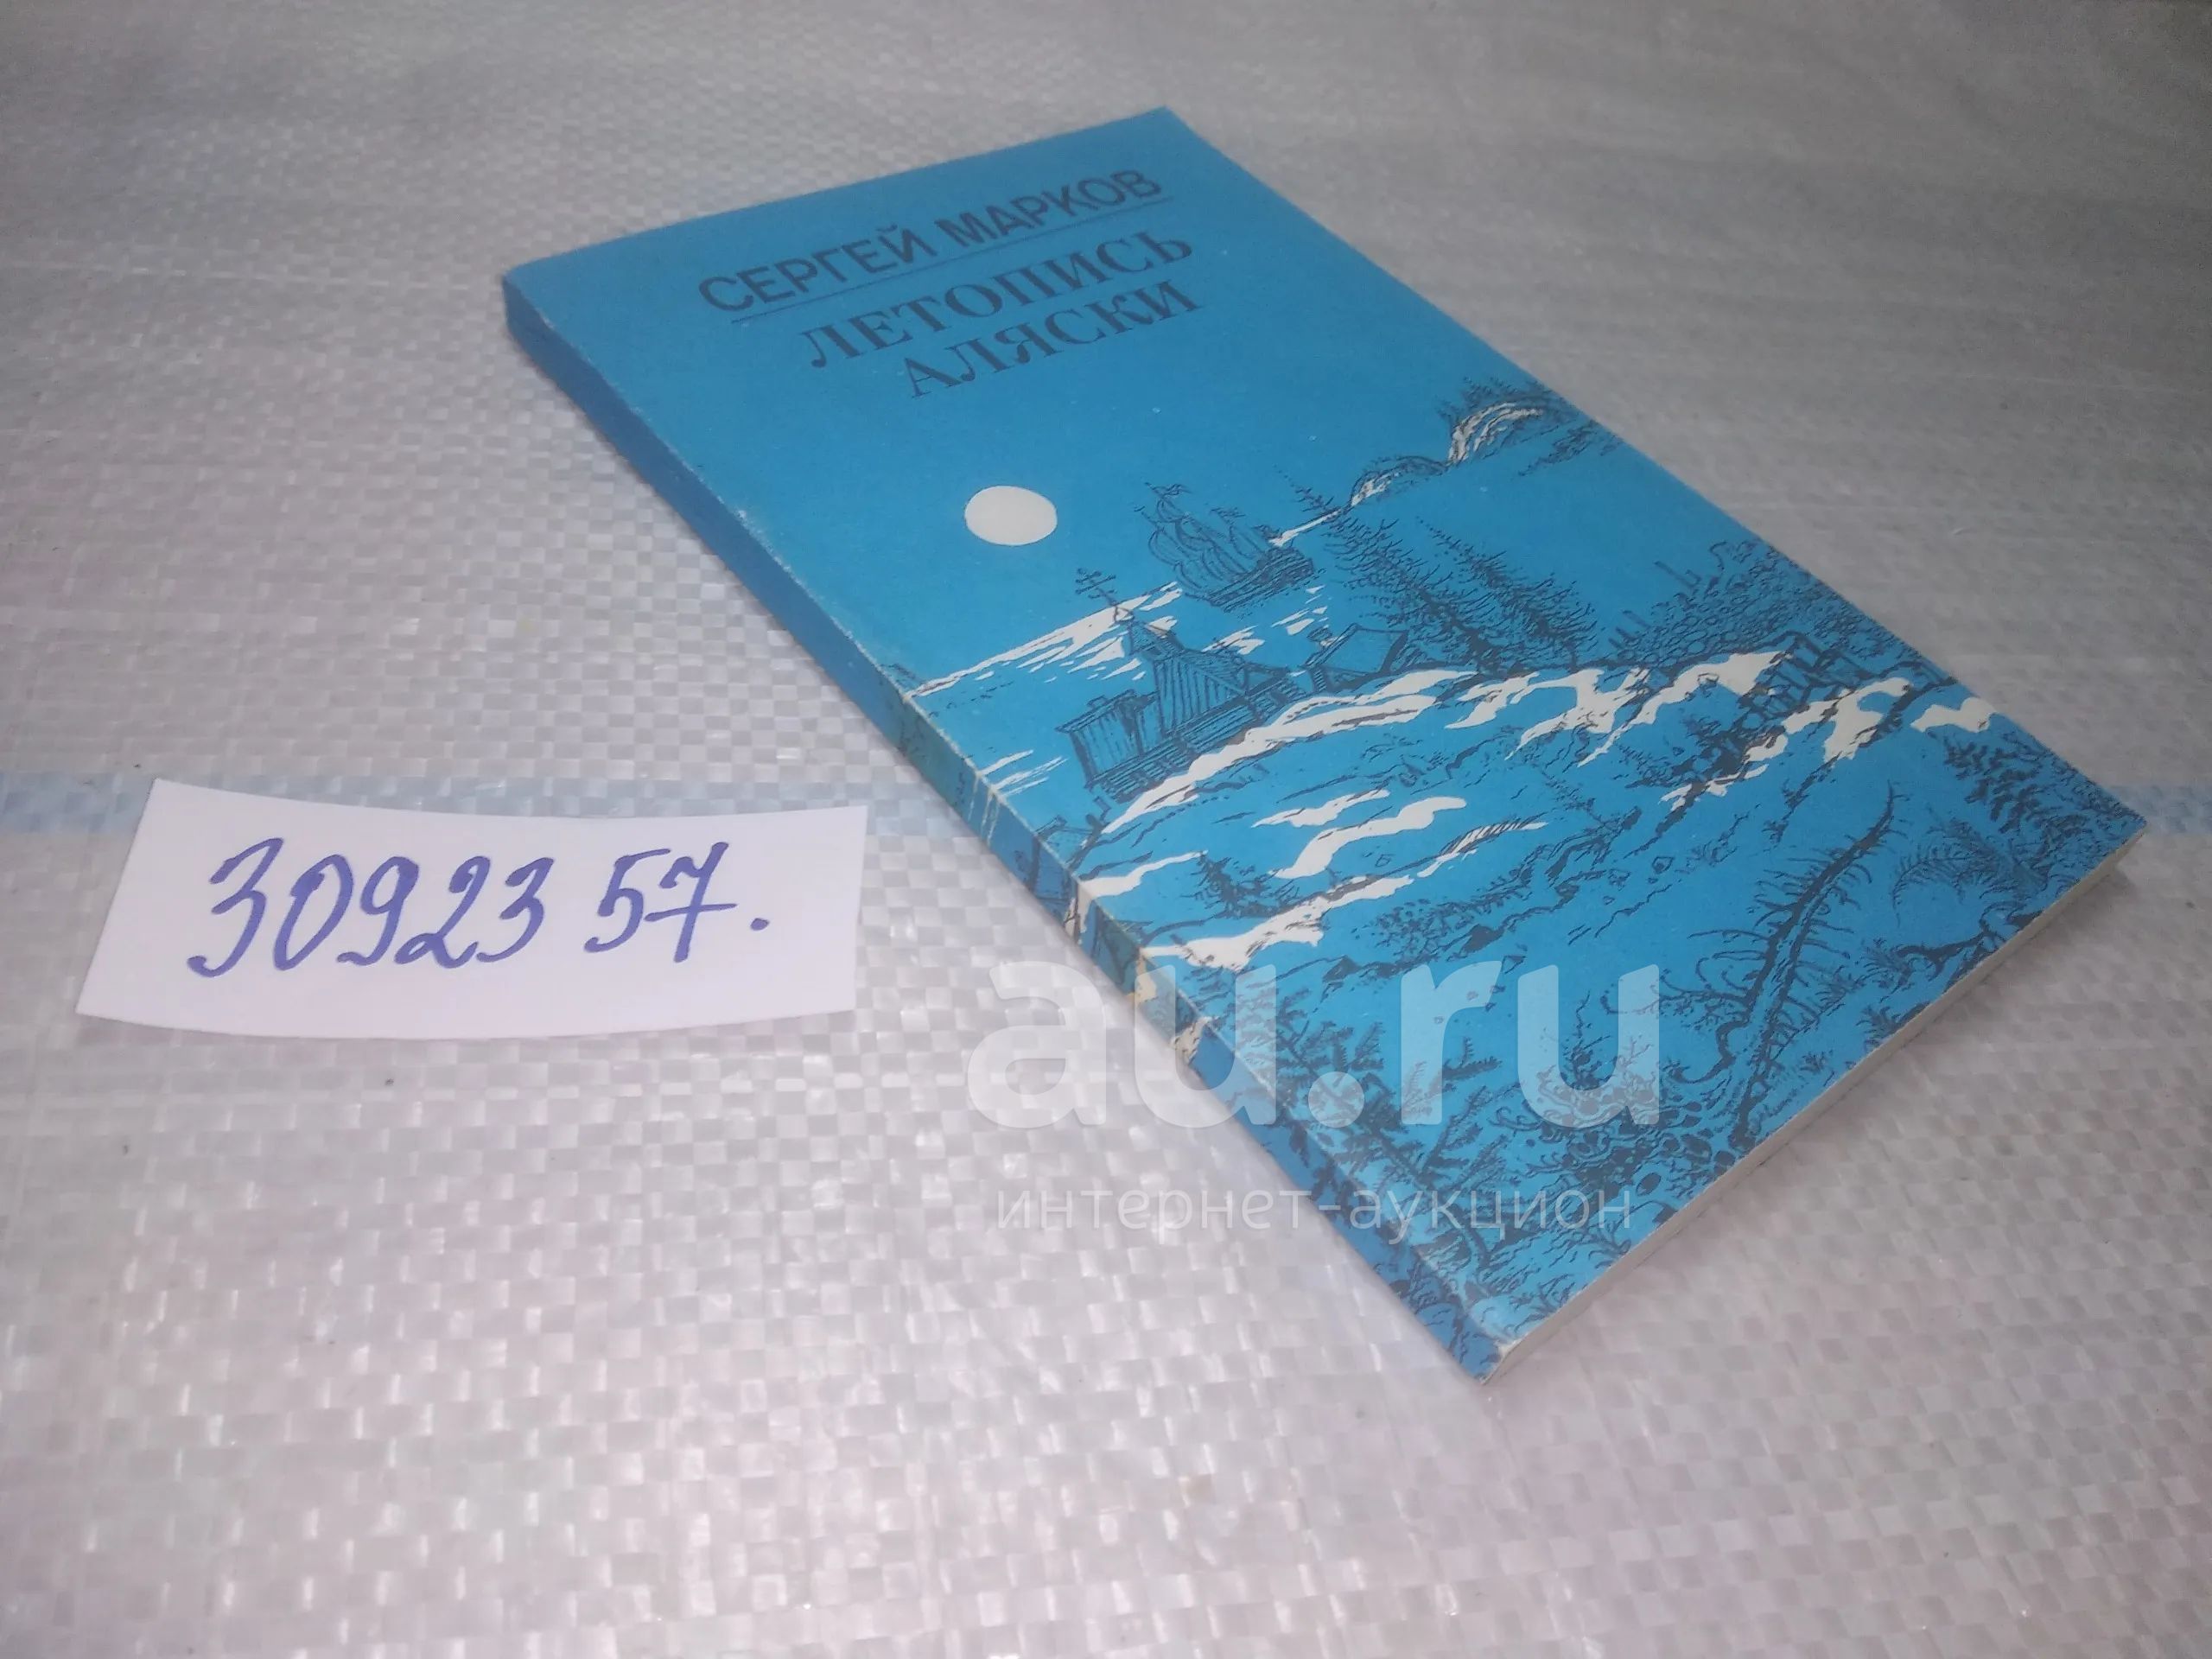 СЕРГЕЙ МАРКОВ
ЛЕТОПИСЬ
АЛЯСКИ
3092357.
au.ru
интернет-аукцион